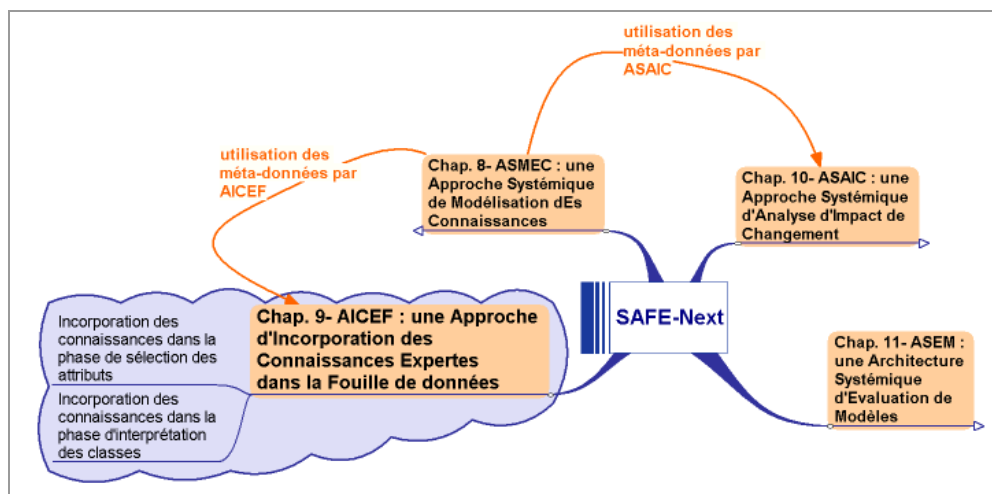 utilisation des
méta-données par
ASAIC
utilisation des
méta-données par
AICEF
Chap. 8- ASMEC : une
Approche Systémique
de Modélisation dEs
Connaissances
Chap. 10- ASAIC : une
Approche Systémique
d'Analyse d'Impact de
Changement
SAFE-Next
Chap. 9- AICEF : une Approche
d'Incorporation des
Connaissances Expertes
dans la Fouille de données
Incorporation des
connaissances dans la
phase de sélection des
attributs
Incorporation des
connaissances dans la
phase d'interprétation
des classes
Chap. 11- ASEM :
une Architecture
Systémique
d'Evaluation de
Modèles